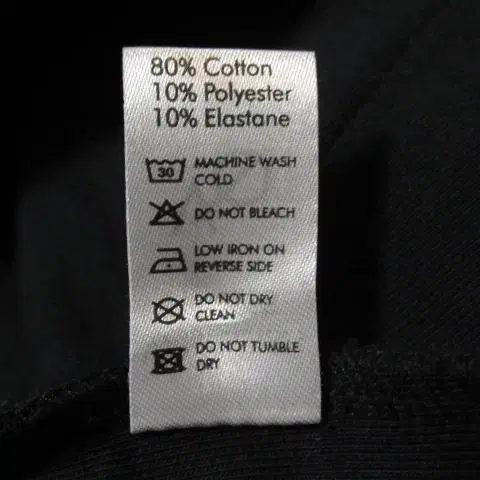 80% Cotton
10% Polyester
10% Elastane
30
MACHINE WASH
COLD
DO NOT BLEACH
LOW IRON ON
REVERSE SIDE
DO NOT DRY
CLEAN
DO NOT TUMBLE
DRY